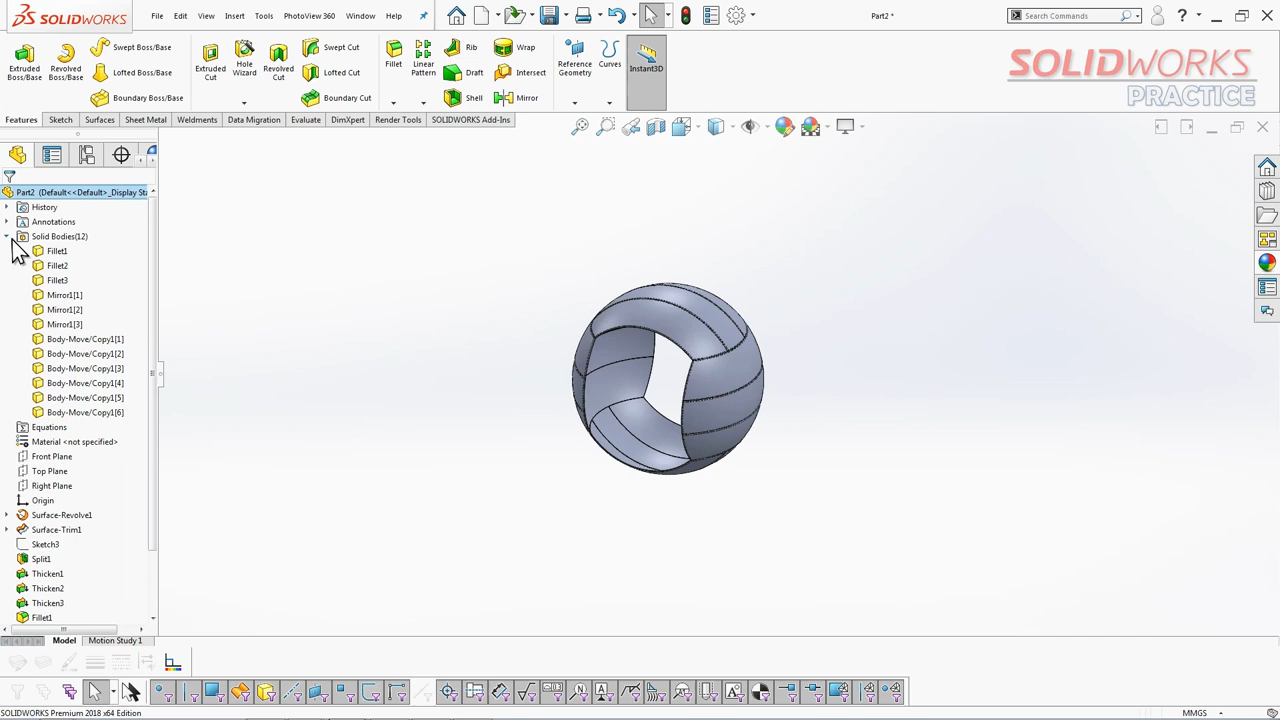 SOLIDWORKS
File Edit View Insert Tools PhotoView 360 Window Help
Part2 *
Search Commands
Extruded Boss/Base
Revolved Boss/Base
Swept Boss/Base
Lofted Boss/Base
Boundary Boss/Base
Extruded Cut
Hole Wizard
Revolved Cut
Swept Cut
Lofted Cut
Boundary Cut
Fillet
Linear Pattern
Rib
Draft
Shell
Wrap
Intersect
Mirror
Reference Geometry
Curves
Instant3D
SOLIDWORKS
PRACTICE
Features Sketch Surfaces Sheet Metal Weldments Data Migration Evaluate DimXpert Render Tools SOLIDWORKS Add-Ins
Part2 (Default<<Default>_Display Sta
History
Annotations
Solid Bodies(12)
Fillet1
Fillet2
Fillet3
Mirror1[1]
Mirror1[2]
Mirror1[3]
Body-Move/Copy1[1]
Body-Move/Copy1[2]
Body-Move/Copy1[3]
Body-Move/Copy1[4]
Body-Move/Copy1[5]
Body-Move/Copy1[6]
Equations
Material <not specified>
Front Plane
Top Plane
Right Plane
Origin
Surface-Revolve1
Surface-Trim1
Sketch3
Split1
Thicken1
Thicken2
Thicken3
Fillet1
Model Motion Study 1
SOLIDWORKS Premium 2018 x64 Edition
MMGS